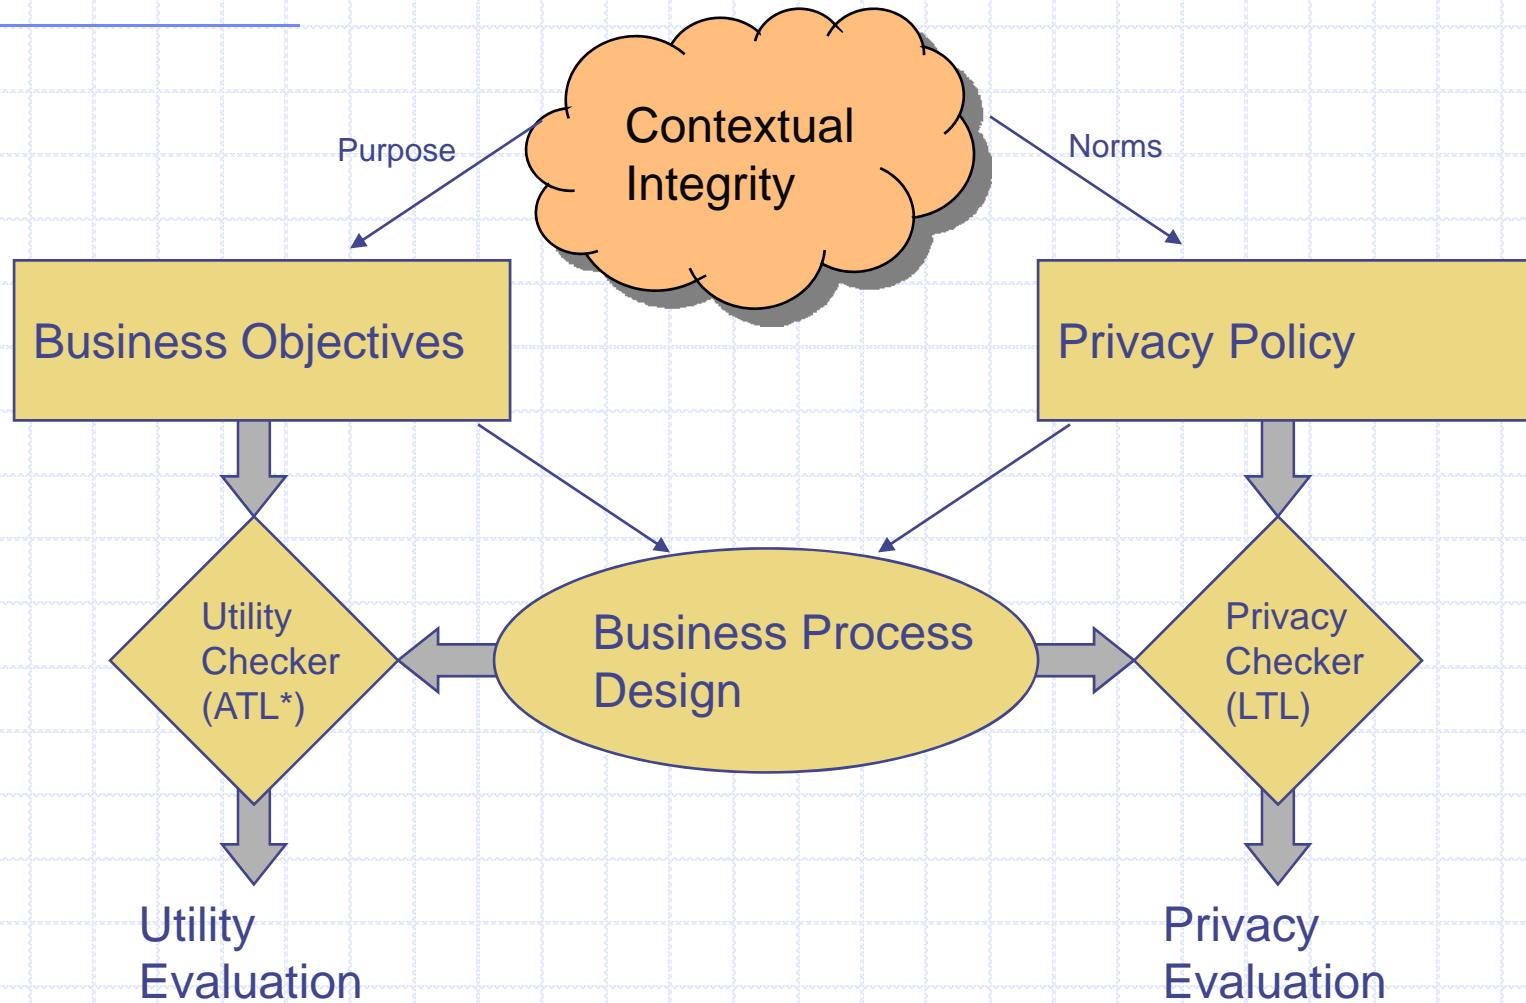 Contextual
Integrity
Purpose
Norms
Business Objectives
Privacy Policy
Utility
Checker
(ATL*)
Business Process
Design
Privacy
Checker
(LTL)
Utility
Evaluation
Privacy
Evaluation